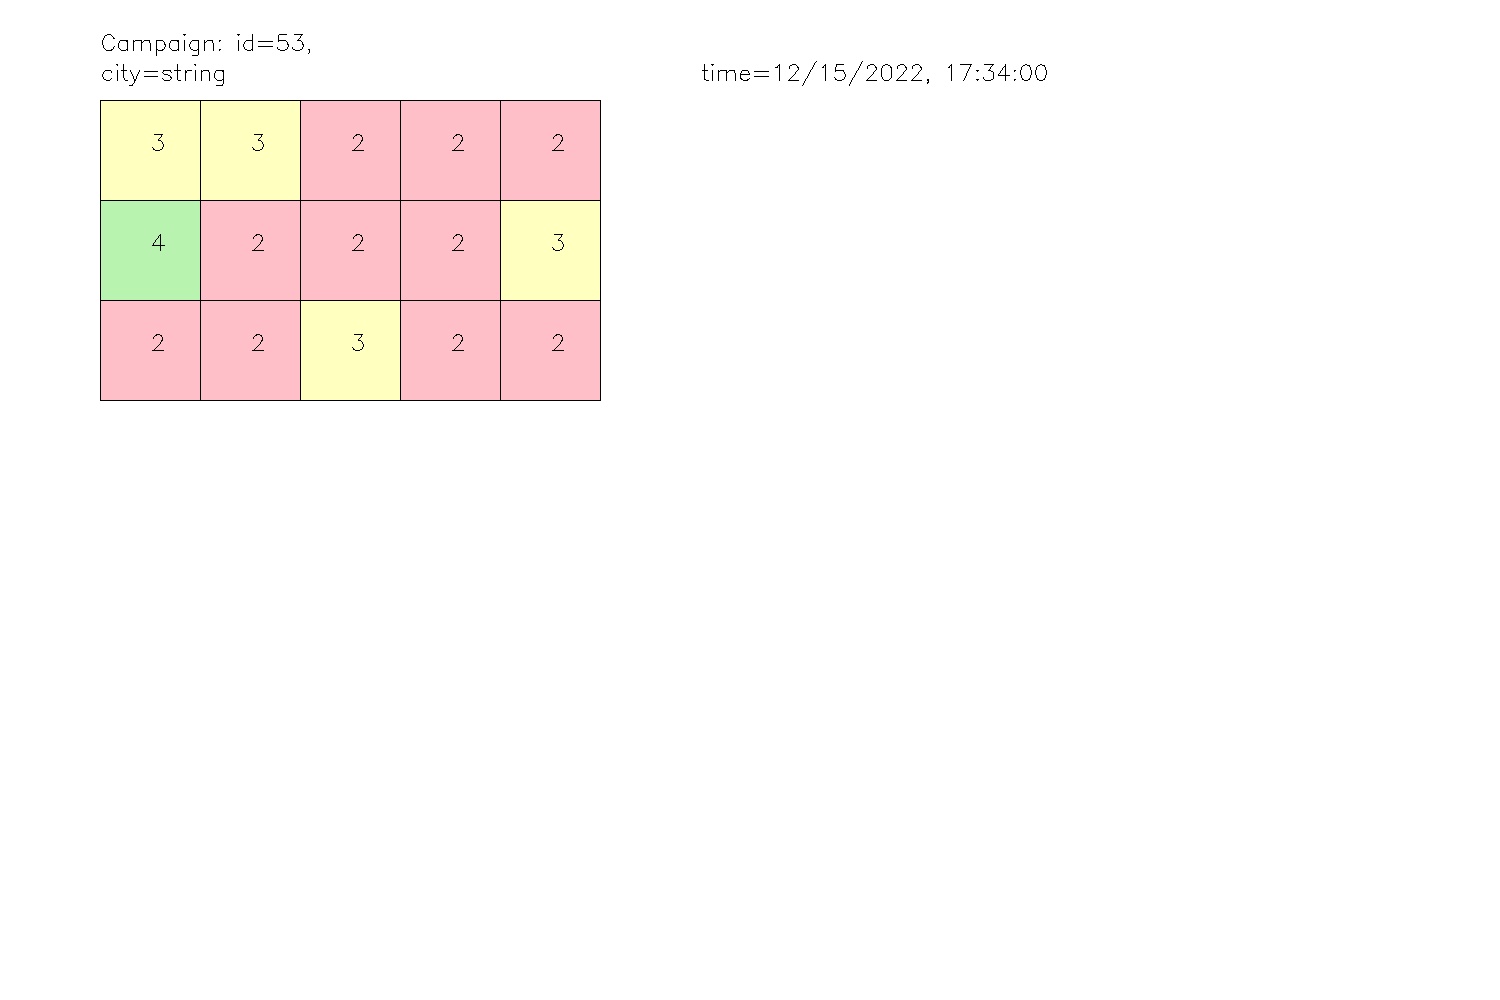 Campaign: id=53,
city=string
time=12/15/2022, 17:34:00
3 3 2 2 2
4 2 2 2 3
2 2 3 2 2